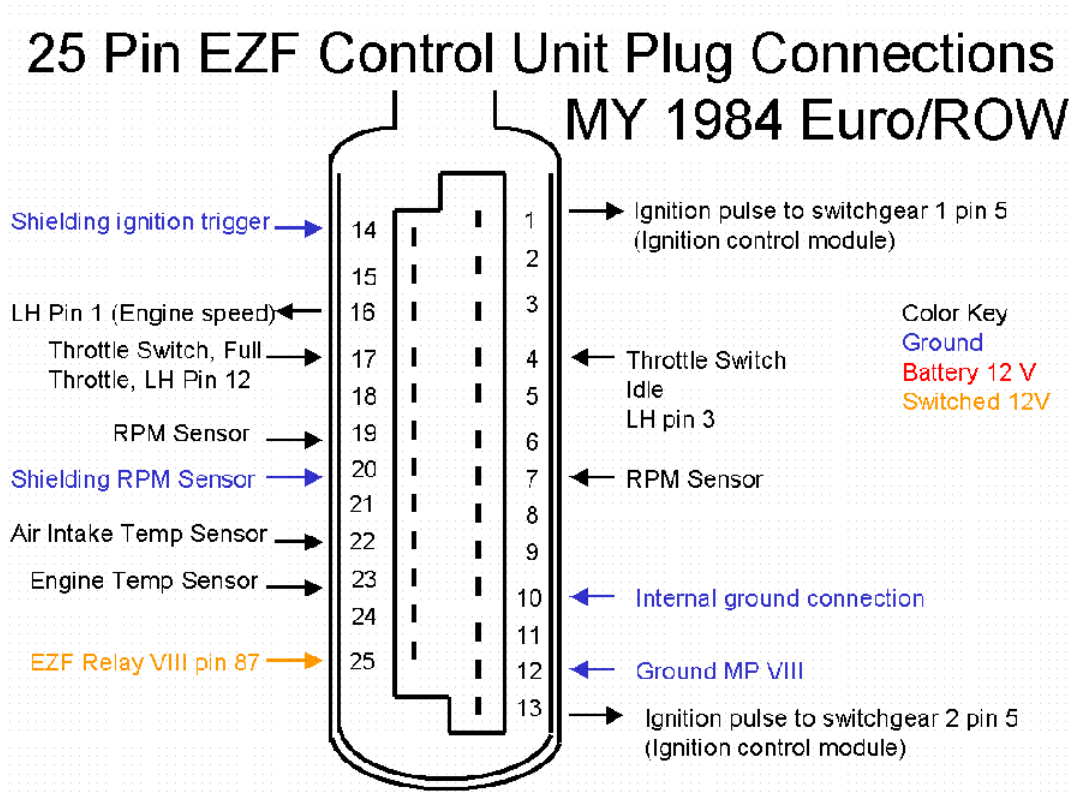 25 Pin EZF Control Unit Plug Connections
MY 1984 Euro/ROW
Shielding ignition trigger
LH Pin 1 (Engine speed)
Throttle Switch, Full
Throttle, LH Pin 12
RPM Sensor
Shielding RPM Sensor
Air Intake Temp Sensor
Engine Temp Sensor
EZF Relay VIII pin 87
14
15
16
17
18
19
20
21
22
23
24
25
1
2
3
4
5
6
7
8
9
10
11
12
13
Ignition pulse to switchgear 1 pin 5
(Ignition control module)
Throttle Switch
Idle
LH pin 3
RPM Sensor
Internal ground connection
Ground MP VIII
Ignition pulse to switchgear 2 pin 5
(Ignition control module)
Color Key
Ground
Battery 12 V
Switched 12V